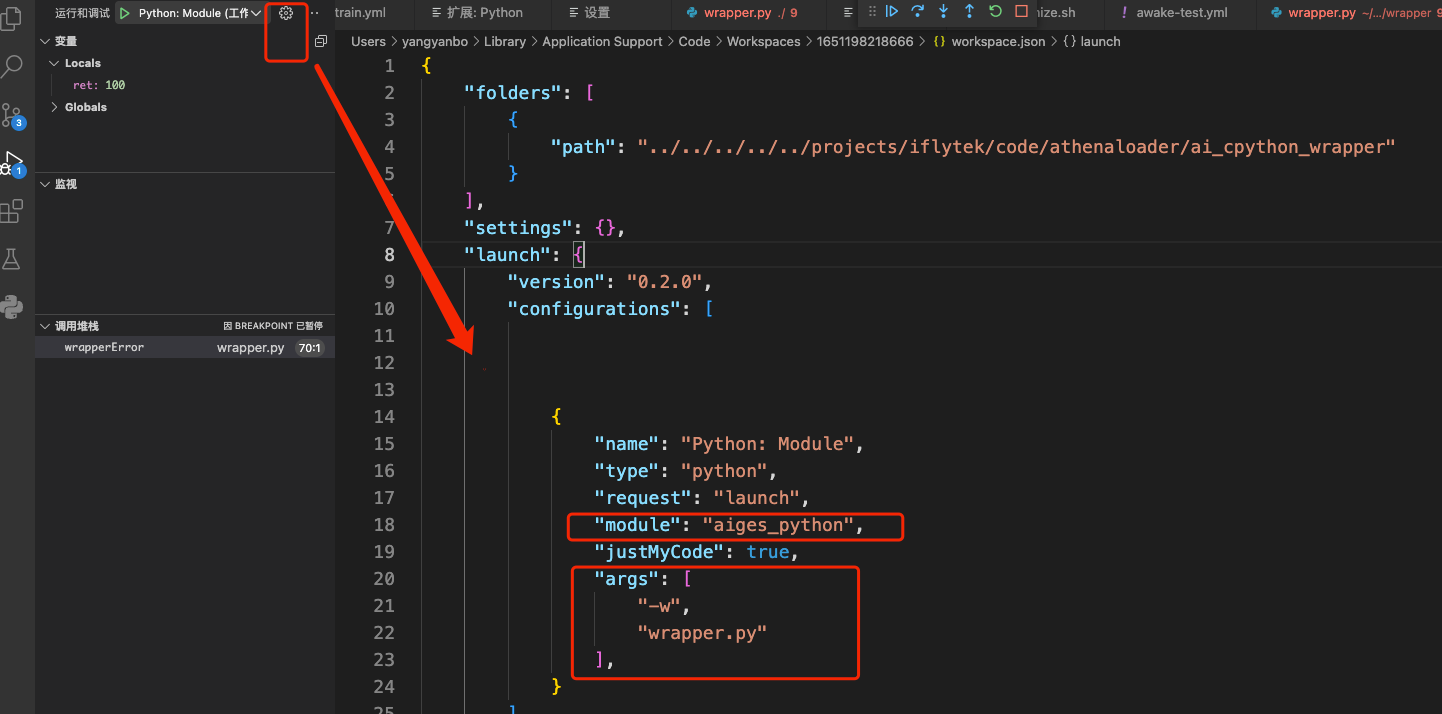 运行和调试 Python: Module (工作 train.yml 扩展: Python 设置 wrapper.py ./ 9 nize.sh awake-test.yml wrapper.py ~/.../wrapper 9
变量
Locals
ret: 100
Globals
监视
调用堆栈 因 BREAKPOINT 已暂停
wrapperError wrapper.py 70:1
3
1
Users > yangyanbo > Library > Application Support > Code > Workspaces > 1651198218666 > {} workspace.json > {} launch
1 {
2 "folders": [
3 {
4 "path": "../../../../../projects/iflytek/code/athenaloader/ai_cpython_wrapper"
5 }
],
7 "settings": {},
8 "launch": {
9 "version": "0.2.0",
10 "configurations": [
11
12
13
14 {
15 "name": "Python: Module",
16 "type": "python",
17 "request": "launch",
18 "module": "aiges_python",
19 "justMyCode": true,
20 "args": [
21 "-w",
22 "wrapper.py"
23 ],
24 }
25 ]